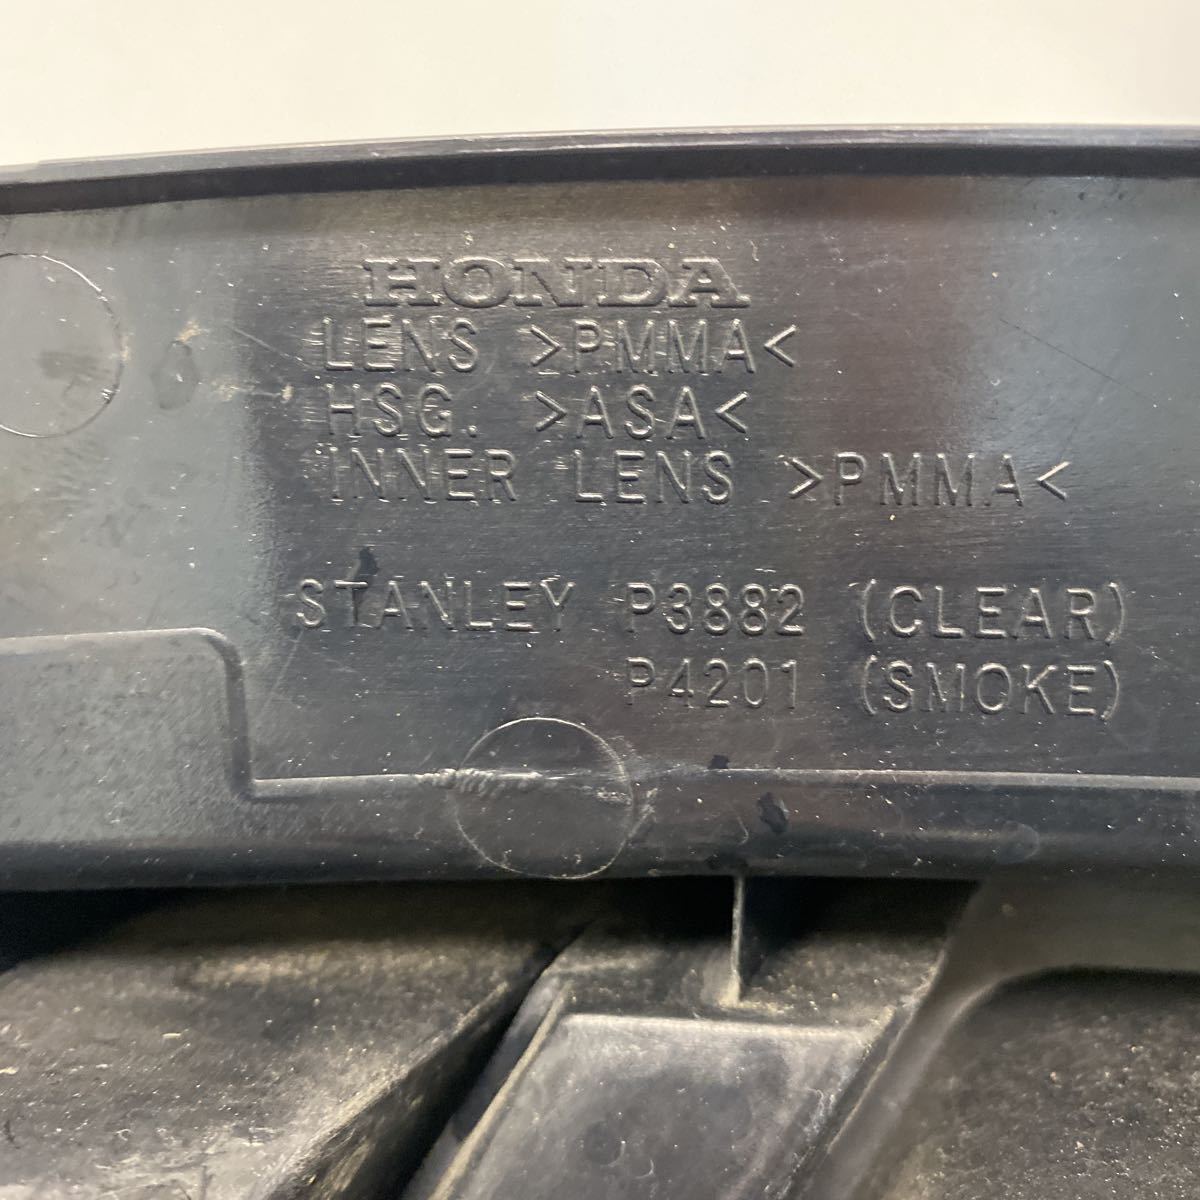 HONDA
LENS >PMMA<
HSG. >ASA<
INNER LENS >PMMA<
STANLEY P3882 (CLEAR)
P4201 (SMOKE)